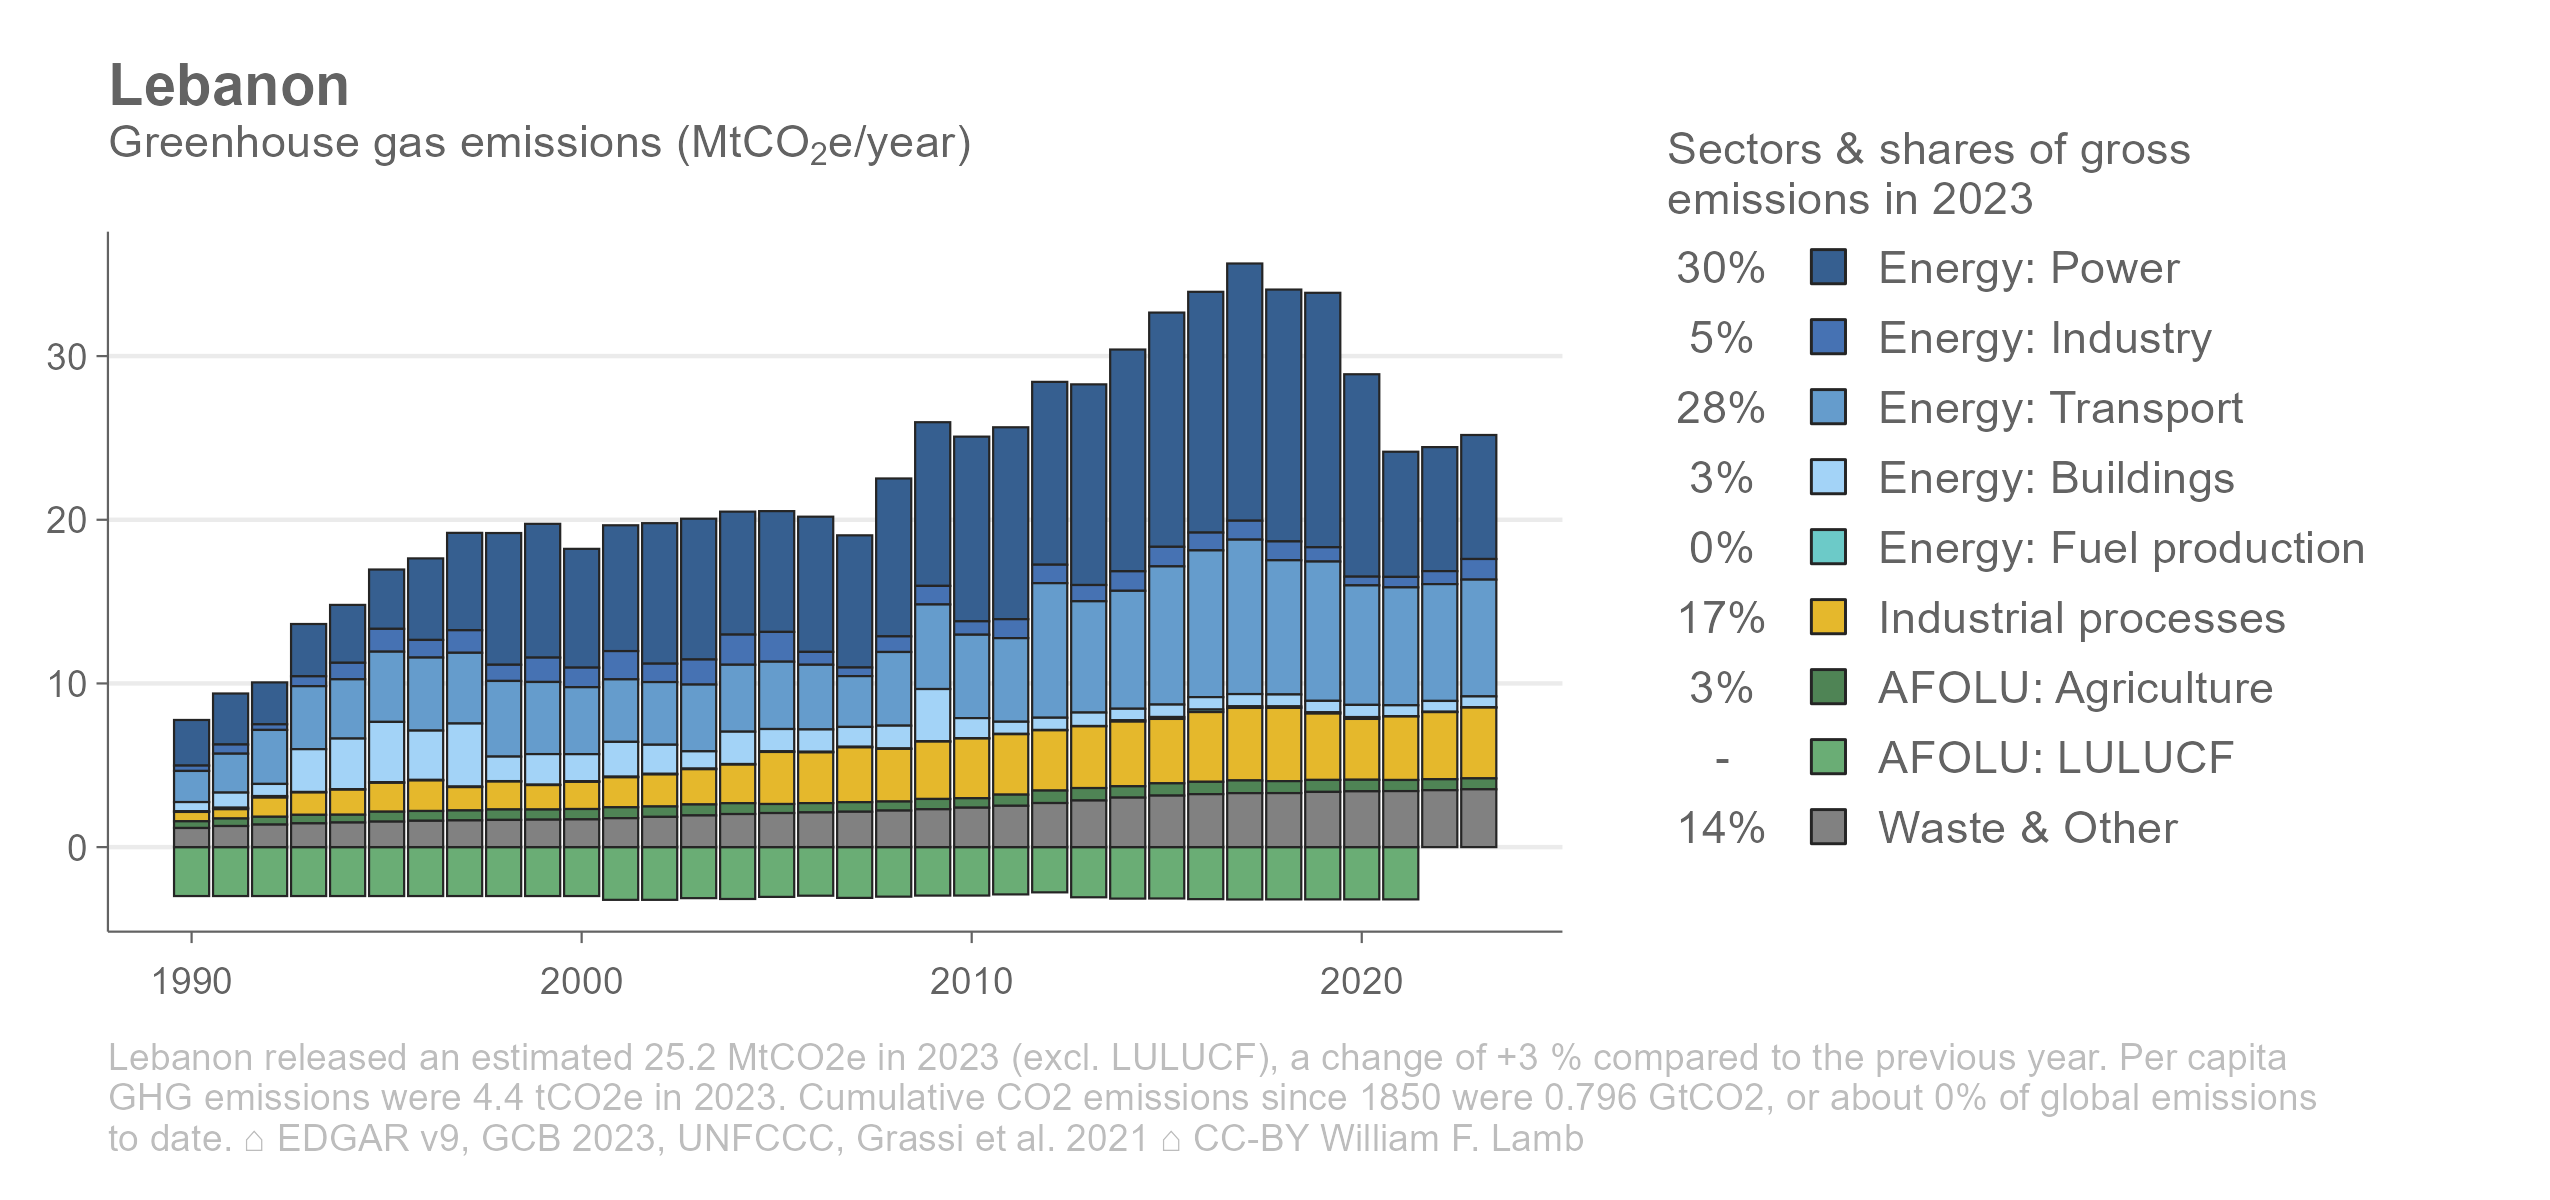 Lebanon
Greenhouse gas emissions (MtCO₂e/year)
Sectors & shares of gross
emissions in 2023
30% Energy: Power
5% Energy: Industry
28% Energy: Transport
3% Energy: Buildings
0% Energy: Fuel production
17% Industrial processes
3% AFOLU: Agriculture
- AFOLU: LULUCF
14% Waste & Other
30
20
10
0
1990 2000 2010 2020
Lebanon released an estimated 25.2 MtCO2e in 2023 (excl. LULUCF), a change of +3 % compared to the previous year. Per capita
GHG emissions were 4.4 tCO2e in 2023. Cumulative CO2 emissions since 1850 were 0.796 GtCO2, or about 0% of global emissions
to date. ⌂ EDGAR v9, GCB 2023, UNFCCC, Grassi et al. 2021 ⌂ CC-BY William F. Lamb